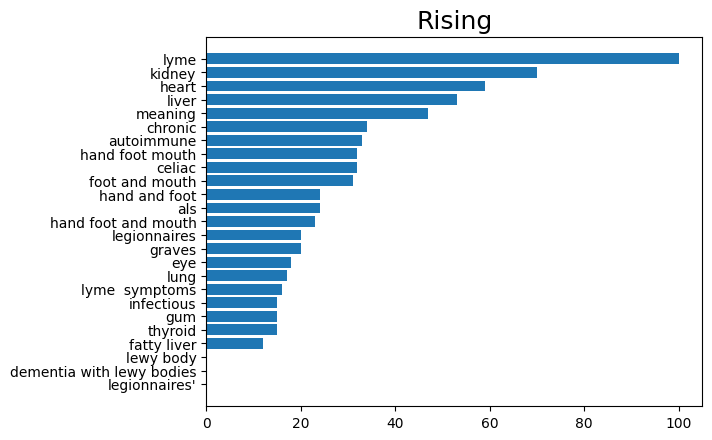 Rising
lyme
kidney
heart
liver
meaning
chronic
autoimmune
hand foot mouth
celiac
foot and mouth
hand and foot
als
hand foot and mouth
legionnaires
graves
eye
lung
lyme  symptoms
infectious
gum
thyroid
fatty liver
lewy body
dementia with lewy bodies
legionnaires'
0 20 40 60 80 100